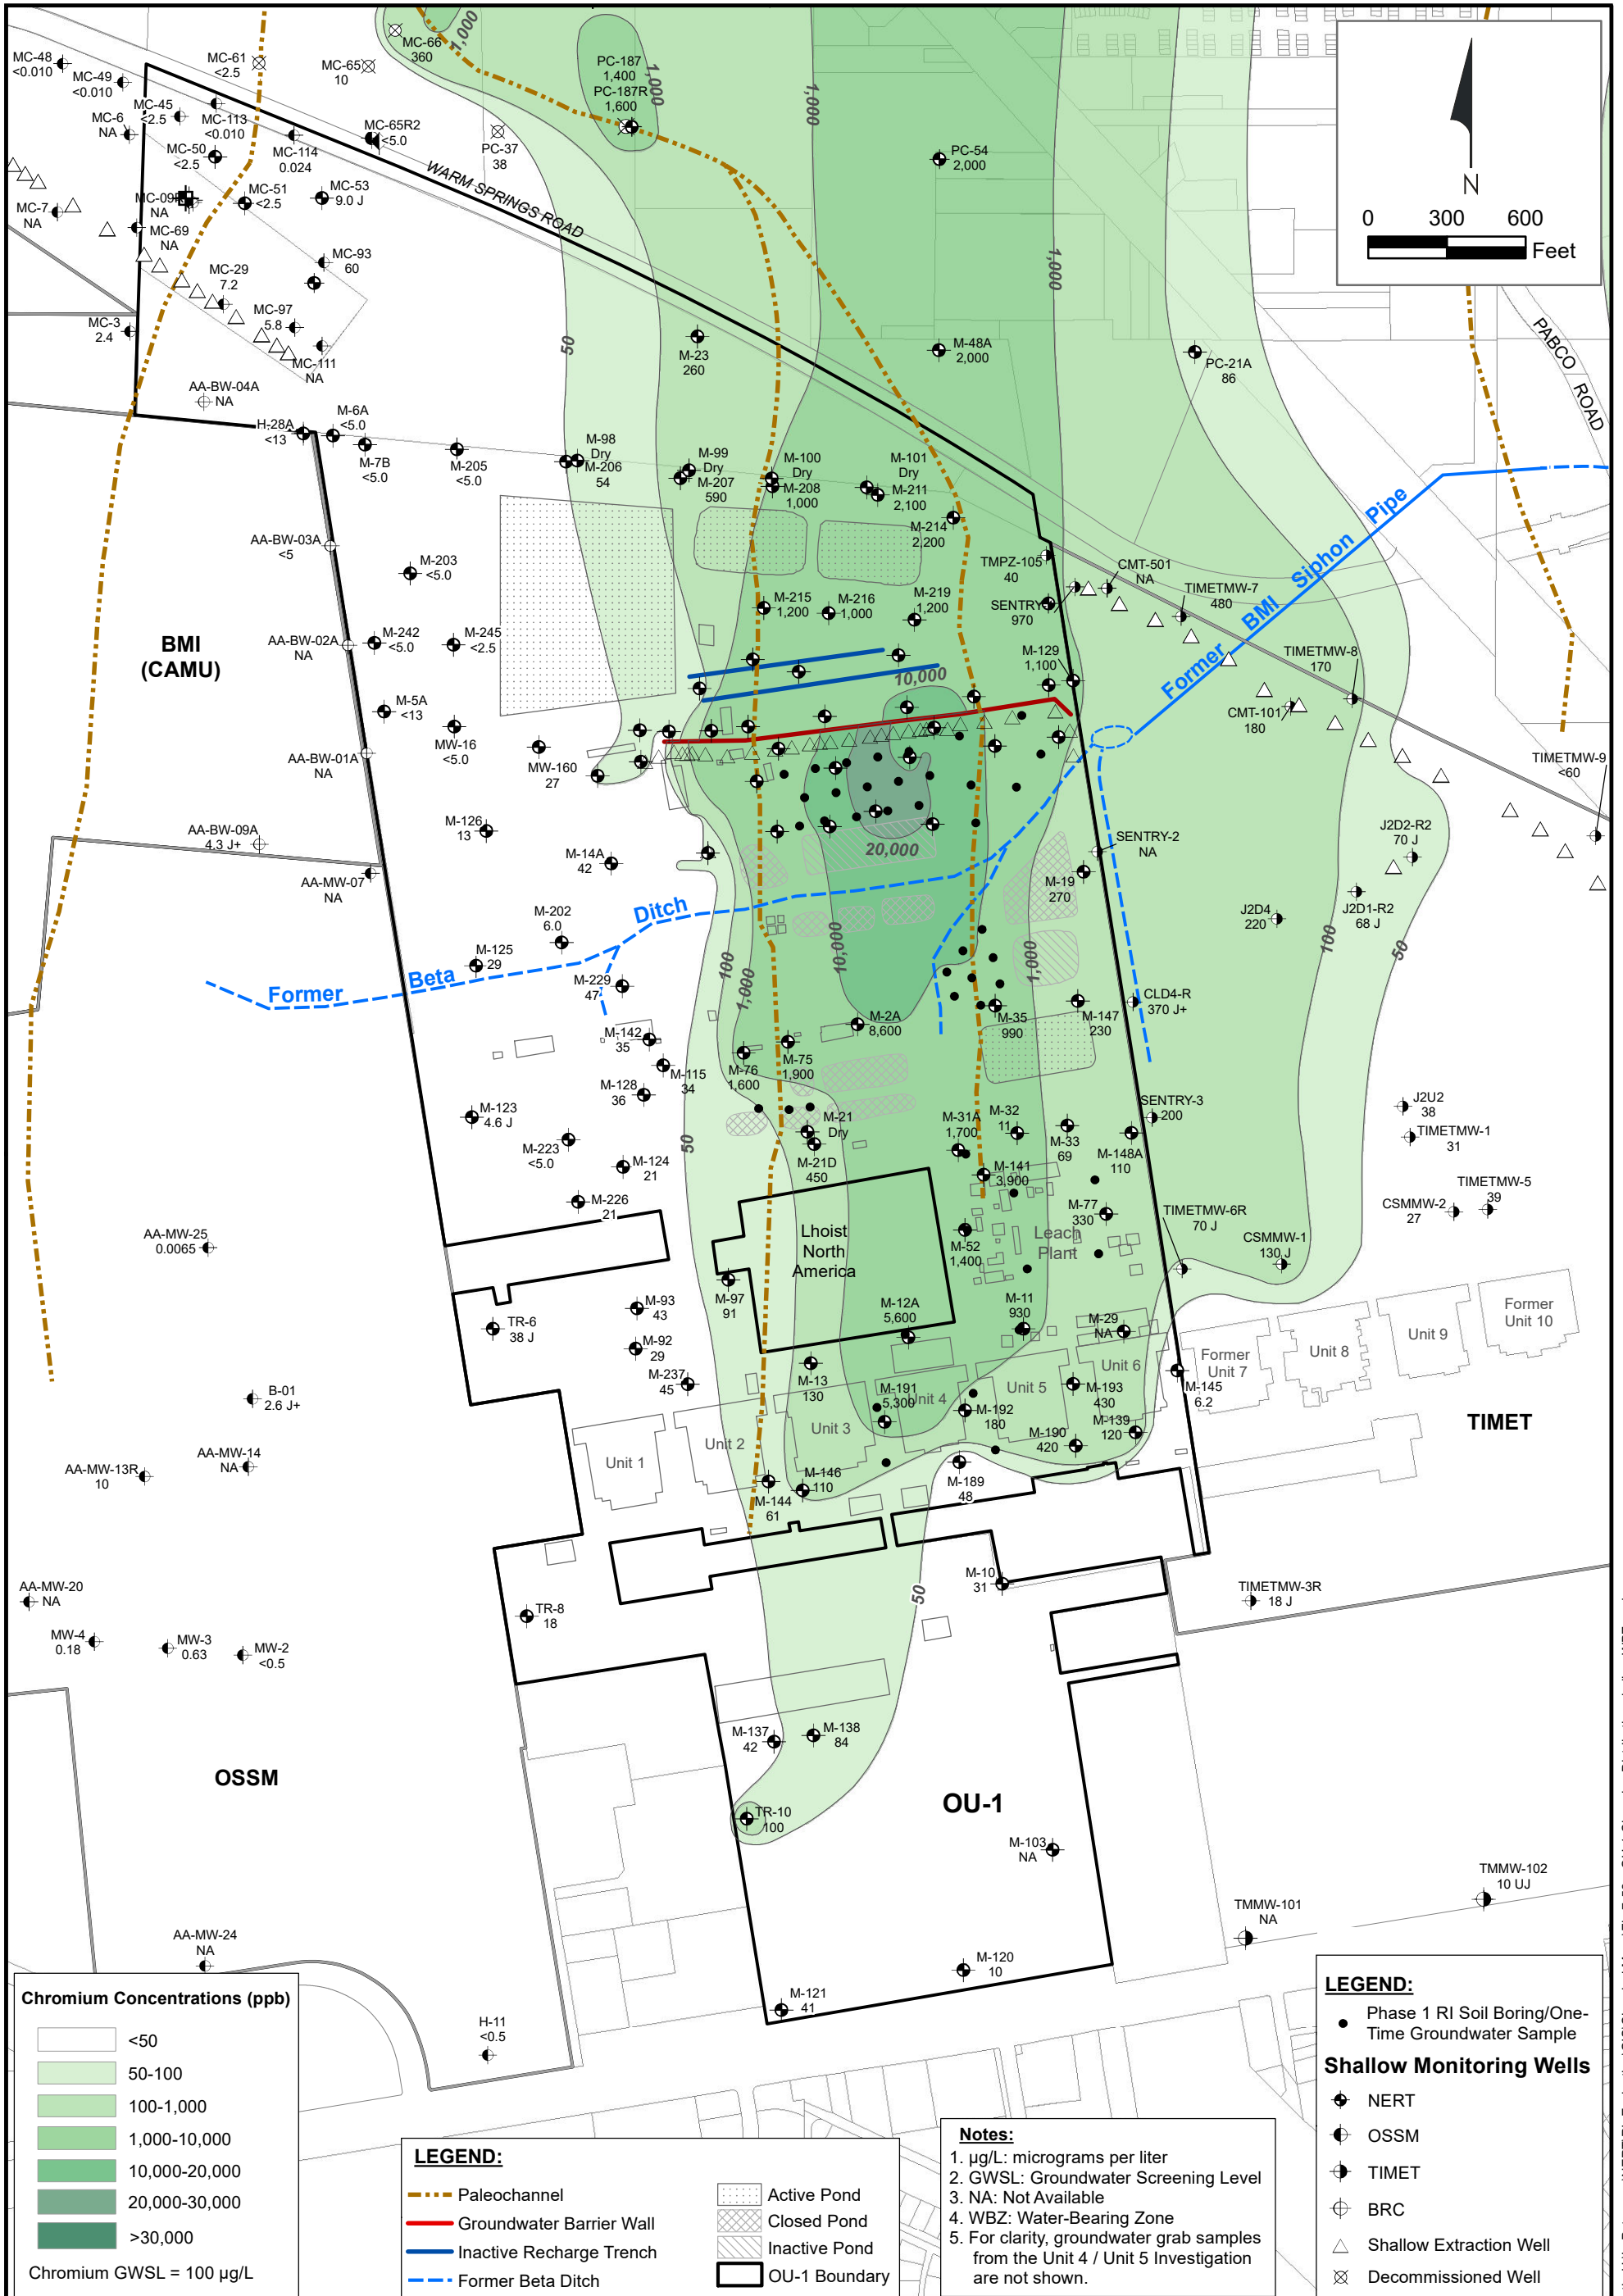 MC-48
<0.010
MC-49
<0.010
MC-61
<2.5
MC-65
10
MC-66
360
1,000
PC-187
1,400
PC-187R
1,600
1,000
1,000
MC-45
<2.5
MC-6
NA
MC-113
<0.010
MC-50
<2.5
MC-114
0.024
MC-65R2
<5.0
PC-37
38
PC-54
2,000
WARM SPRINGS ROAD
MC-51
<2.5
MC-53
9.0 J
MC-7
NA
NA
MC-69
NA
MC-93
60
MC-29
7.2
MC-97
5.8
MC-3
2.4
MC-111
NA
50
M-23
260
M-48A
2,000
1,000
PC-21A
86
N
0 300 600
Feet
PABCO ROAD
AA-BW-04A
NA
H-28A
<13
M-6A
<5.0
M-7B
<5.0
M-205
<5.0
M-98
Dry
M-206
54
M-99
Dry
M-207
590
M-100
Dry
M-208
1,000
M-101
Dry
M-211
2,100
M-214
2,200
AA-BW-03A
<5
M-203
<5.0
TMPZ-105
40
CMT-501
NA
SENTRY
970
TIMETMW-7
480
Former BMI Siphon Pipe
M-215
1,200
M-216
1,000
M-219
1,200
BMI
(CAMU)
AA-BW-02A
NA
M-242
<5.0
M-245
<2.5
M-129
1,100
TIMETMW-8
170
10,000
M-5A
<13
MW-16
<5.0
CMT-101
180
AA-BW-01A
NA
MW-160
27
TIMETMW-9
<60
AA-BW-09A
4.3 J+
M-126
13
M-14A
42
20,000
SENTRY-2
NA
J2D2-R2
70 J
AA-MW-07
NA
M-19
270
J2D4
220
J2D1-R2
68 J
M-202
6.0
Former Beta Ditch
M-125
29
100
1,000
10,000
1,000
100
50
M-229
47
M-2A
8,600
M-35
990
M-147
230
CLD4-R
370 J+
M-142
35
M-76
1,600
M-75
1,900
M-115
34
M-128
36
M-123
4.6 J
M-223
<5.0
50
M-21
Dry
M-21D
450
M-31A
1,700
M-32
11
M-33
69
M-148A
110
SENTRY-3
200
J2U2
38
TIMETMW-1
31
M-124
21
M-141
3,900
M-226
21
M-77
330
TIMETMW-6R
70 J
CSMMW-2
27
TIMETMW-5
39
AA-MW-25
0.0065
Lhoist
North
America
M-52
1,400
Leach
Plant
CSMMW-1
130 J
M-97
91
M-93
43
M-12A
5,600
M-11
930
M-29
NA
TR-6
38 J
M-92
29
M-237
45
M-13
130
Former
Unit 7
Unit 8
Unit 9
Former
Unit 10
B-01
2.6 J+
M-191
5,300
Unit 4
Unit 5
Unit 6
M-193
430
M-145
6.2
M-192
180
M-139
120
M-190
420
TIMET
Unit 1
Unit 2
Unit 3
AA-MW-14
NA
AA-MW-13R
10
M-144
61
M-146
110
M-189
48
AA-MW-20
NA
M-10
31
TIMETMW-3R
18 J
50
TR-8
18
MW-4
0.18
MW-3
0.63
MW-2
<0.5
M-137
42
M-138
84
OSSM
OU-1
TR-10
100
M-103
NA
TMMW-102
10 UJ
TMMW-101
NA
AA-MW-24
NA
M-120
10
M-121
41
H-11
<0.5
Chromium Concentrations (ppb)
<50
50-100
100-1,000
1,000-10,000
10,000-20,000
20,000-30,000
>30,000
Chromium GWSL = 100 µg/L
LEGEND:
Paleochannel
Groundwater Barrier Wall
Inactive Recharge Trench
Former Beta Ditch
Active Pond
Closed Pond
Inactive Pond
OU-1 Boundary
Notes:
1. µg/L: micrograms per liter
2. GWSL: Groundwater Screening Level
3. NA: Not Available
4. WBZ: Water-Bearing Zone
5. For clarity, groundwater grab samples
from the Unit 4 / Unit 5 Investigation
are not shown.
LEGEND:
Phase 1 RI Soil Boring/One-
Time Groundwater Sample
Shallow Monitoring Wells
NERT
OSSM
TIMET
BRC
Shallow Extraction Well
Decommissioned Well